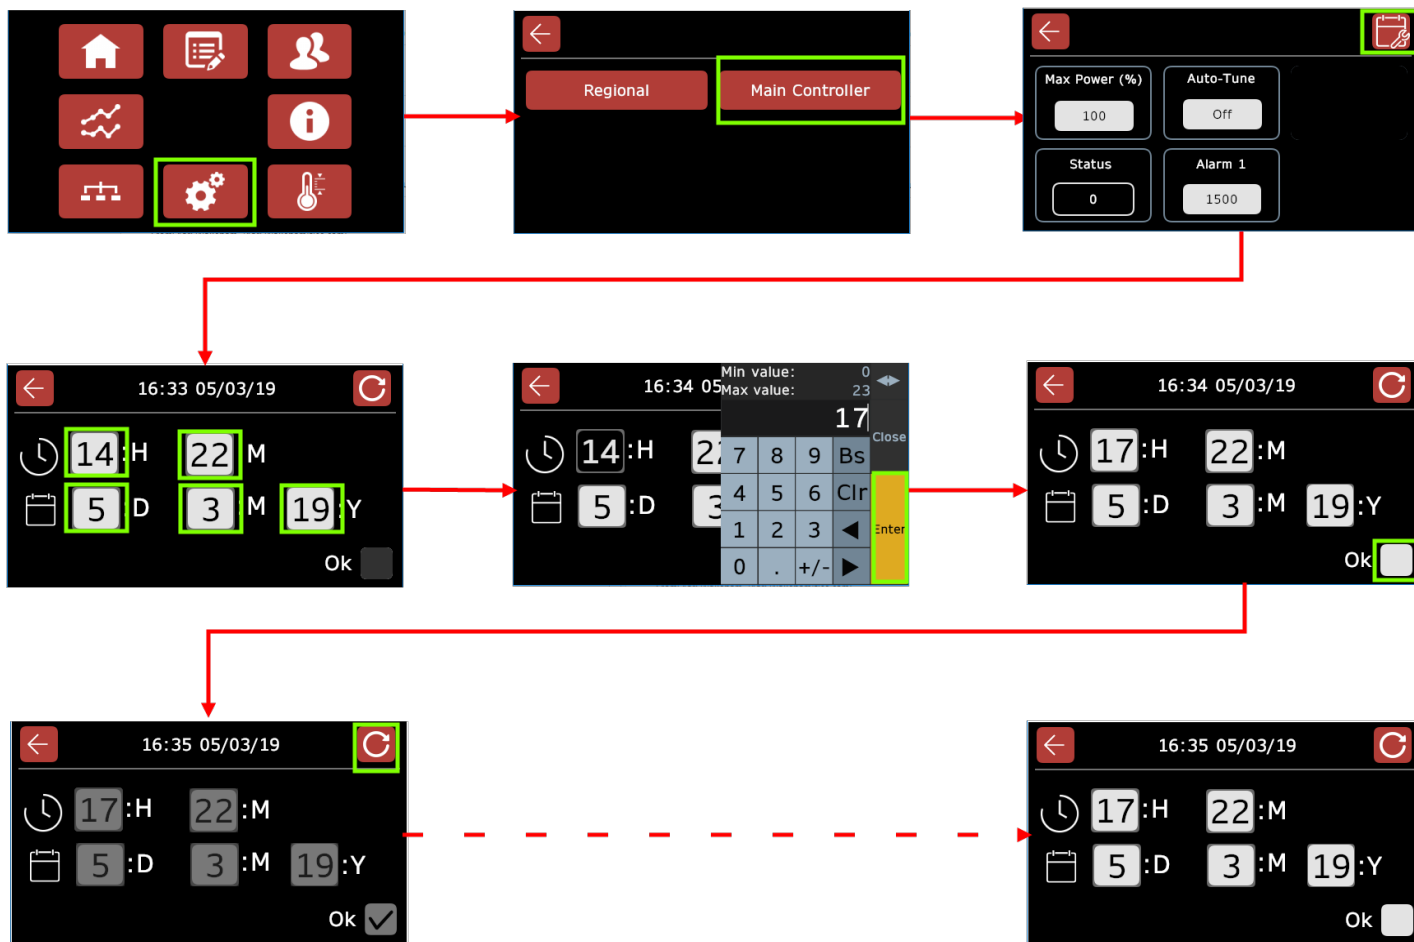 Regional Main Controller
Max Power (%) Auto-Tune
100 Off
Status Alarm 1
0 1500
16:33 05/03/19
14 :H 22 M
5 D 3 M 19 Y
Ok
16:34 05
Min value: 0
Max value: 23
17
Close
14 :H 22
5 :D 3
7 8 9 Bs
4 5 6 Clr
1 2 3
Enter
0 . +/-
16:34 05/03/19
17 :H 22 :M
5 :D 3 :M 19 :Y
Ok
16:35 05/03/19
17 :H 22 :M
5 :D 3 :M 19 :Y
Ok
16:35 05/03/19
17 :H 22 :M
5 :D 3 :M 19 :Y
Ok